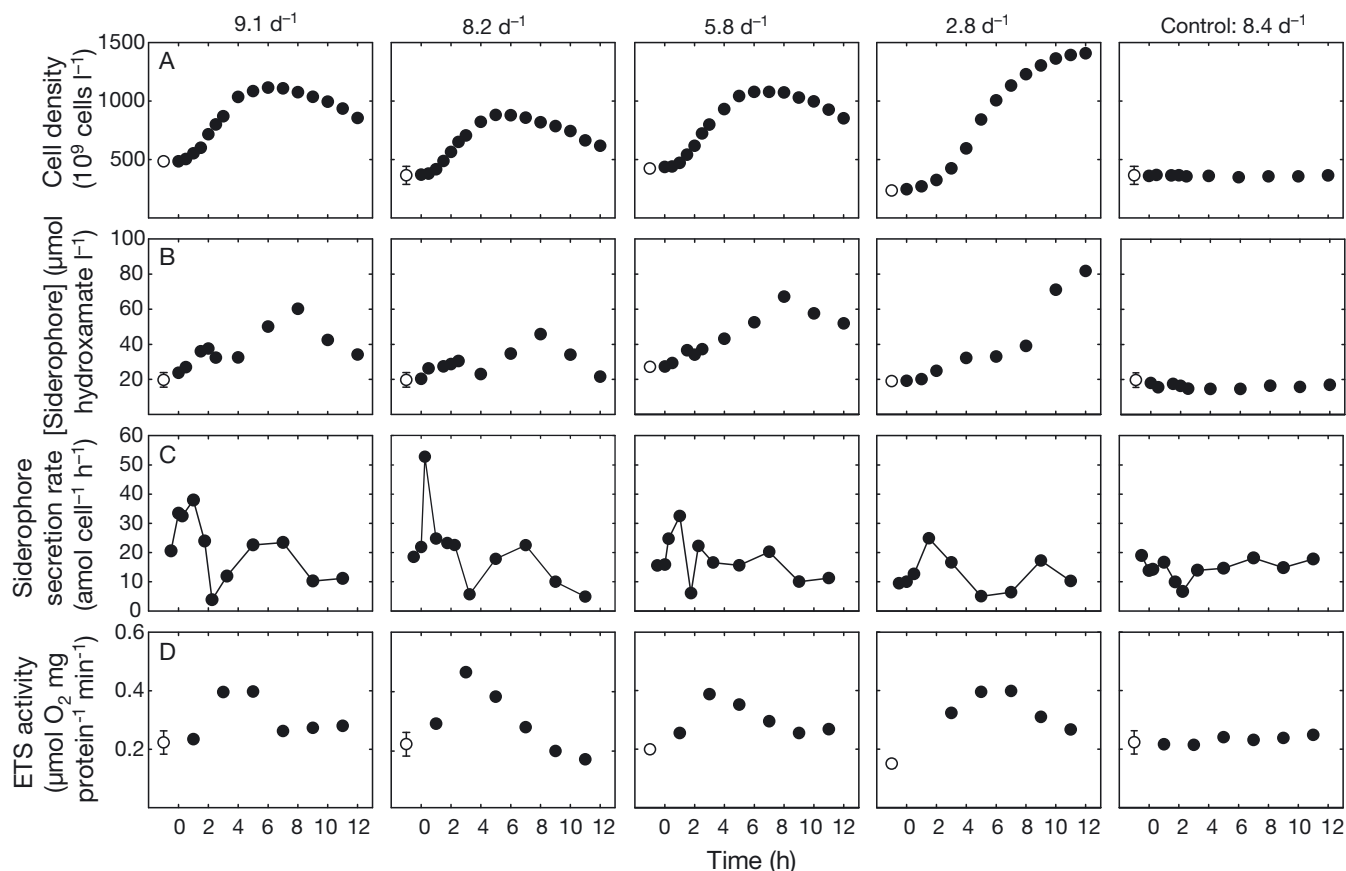 9.1 d⁻¹ 8.2 d⁻¹ 5.8 d⁻¹ 2.8 d⁻¹ Control: 8.4 d⁻¹
A
Cell density
(10⁹ cells l⁻¹)
1500
1000
500
B
[Siderophore] (µmol
hydroxamate l⁻¹)
100
80
60
40
20
C
Siderophore
secretion rate
(amol cell⁻¹ h⁻¹)
60
50
40
30
20
10
0
D
ETS activity
(µmol O₂ mg
protein⁻¹ min⁻¹)
0.6
0.4
0.2
0 2 4 6 8 10 12 0 2 4 6 8 10 12 0 2 4 6 8 10 12 0 2 4 6 8 10 12 0 2 4 6 8 10 12
Time (h)